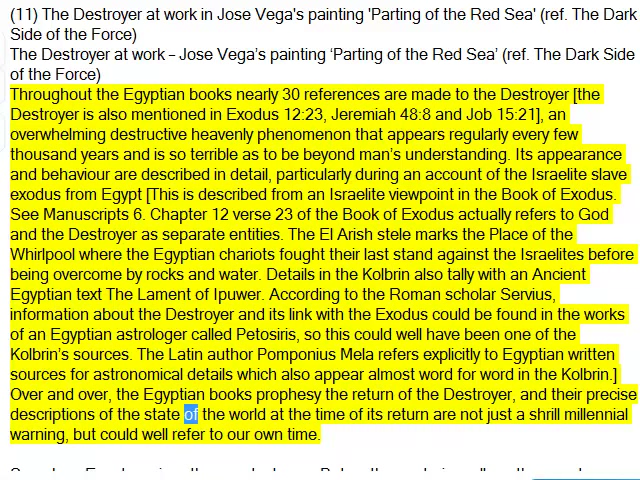 (11) The Destroyer at work in Jose Vega's painting 'Parting of the Red Sea' (ref. The Dark
Side of the Force)
The Destroyer at work – Jose Vega’s painting ‘Parting of the Red Sea’ (ref. The Dark Side
of the Force)
Throughout the Egyptian books nearly 30 references are made to the Destroyer [the
Destroyer is also mentioned in Exodus 12:23, Jeremiah 48:8 and Job 15:21], an
overwhelming destructive heavenly phenomenon that appears regularly every few
thousand years and is so terrible as to be beyond man’s understanding. Its appearance
and behaviour are described in detail, particularly during an account of the Israelite slave
exodus from Egypt [This is described from an Israelite viewpoint in the Book of Exodus.
See Manuscripts 6. Chapter 12 verse 23 of the Book of Exodus actually refers to God
and the Destroyer as separate entities. The El Arish stele marks the Place of the
Whirlpool where the Egyptian chariots fought their last stand against the Israelites before
being overcome by rocks and water. Details in the Kolbrin also tally with an Ancient
Egyptian text The Lament of Ipuwer. According to the Roman scholar Servius,
information about the Destroyer and its link with the Exodus could be found in the works
of an Egyptian astrologer called Petosiris, so this could well have been one of the
Kolbrin’s sources. The Latin author Pomponius Mela refers explicitly to Egyptian written
sources for astronomical details which also appear almost word for word in the Kolbrin.]
Over and over, the Egyptian books prophesy the return of the Destroyer, and their precise
descriptions of the state of the world at the time of its return are not just a shrill millennial
warning, but could well refer to our own time.